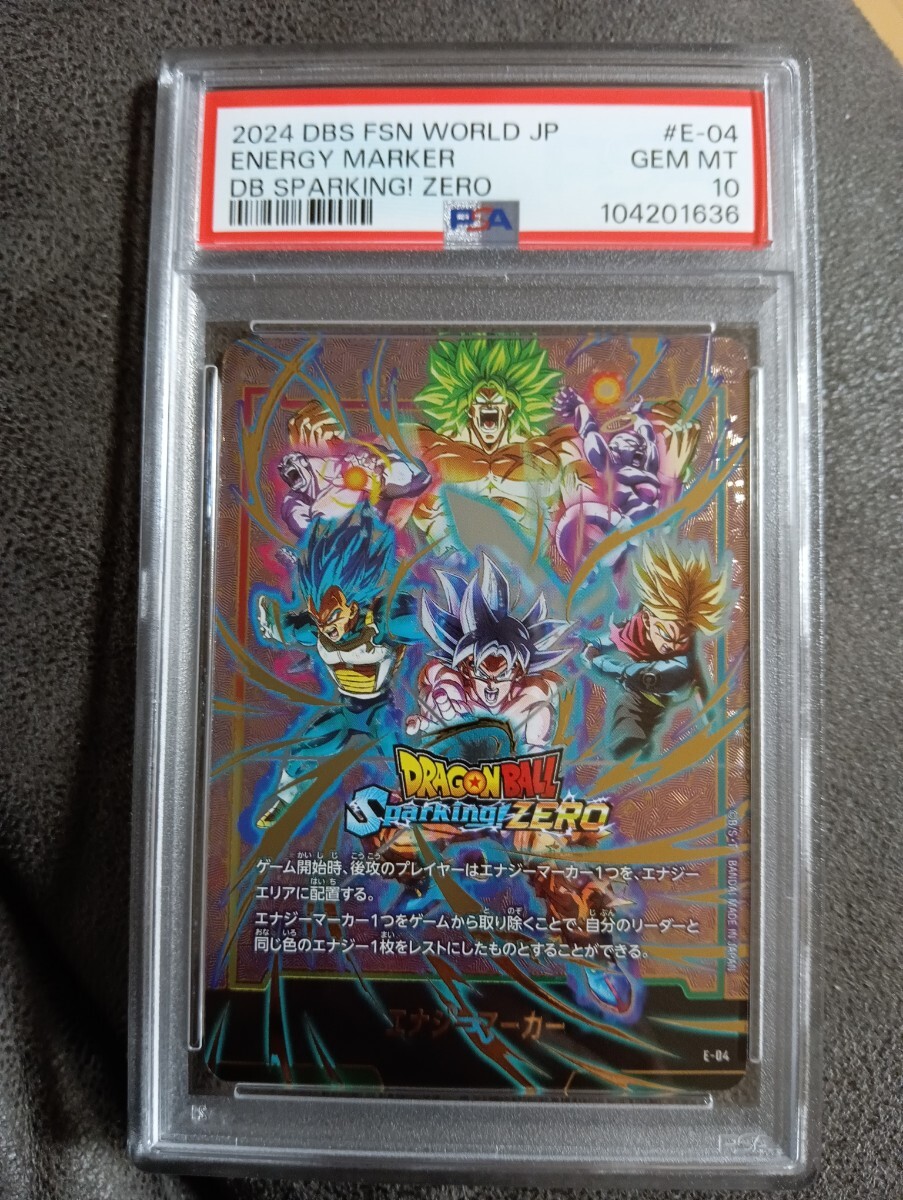 2024 DBS FSN WORLD JP #E-04
ENERGY MARKER GEM MT
DB SPARKING! ZERO 10
PSA 104201636
DRAGON BALL
Sparking! ZERO
ゲーム開始時、後攻のプレイヤーはエナジーマーカー1つを、エナジー
エリアに配置する。
エナジーマーカー1つをゲームから取り除くことで、自分のリーダーと
同じ色のエナジー1枚をレストにしたものとすることができる。
エナジーマーカー
E-04
BANDAI MADE IN JAPAN